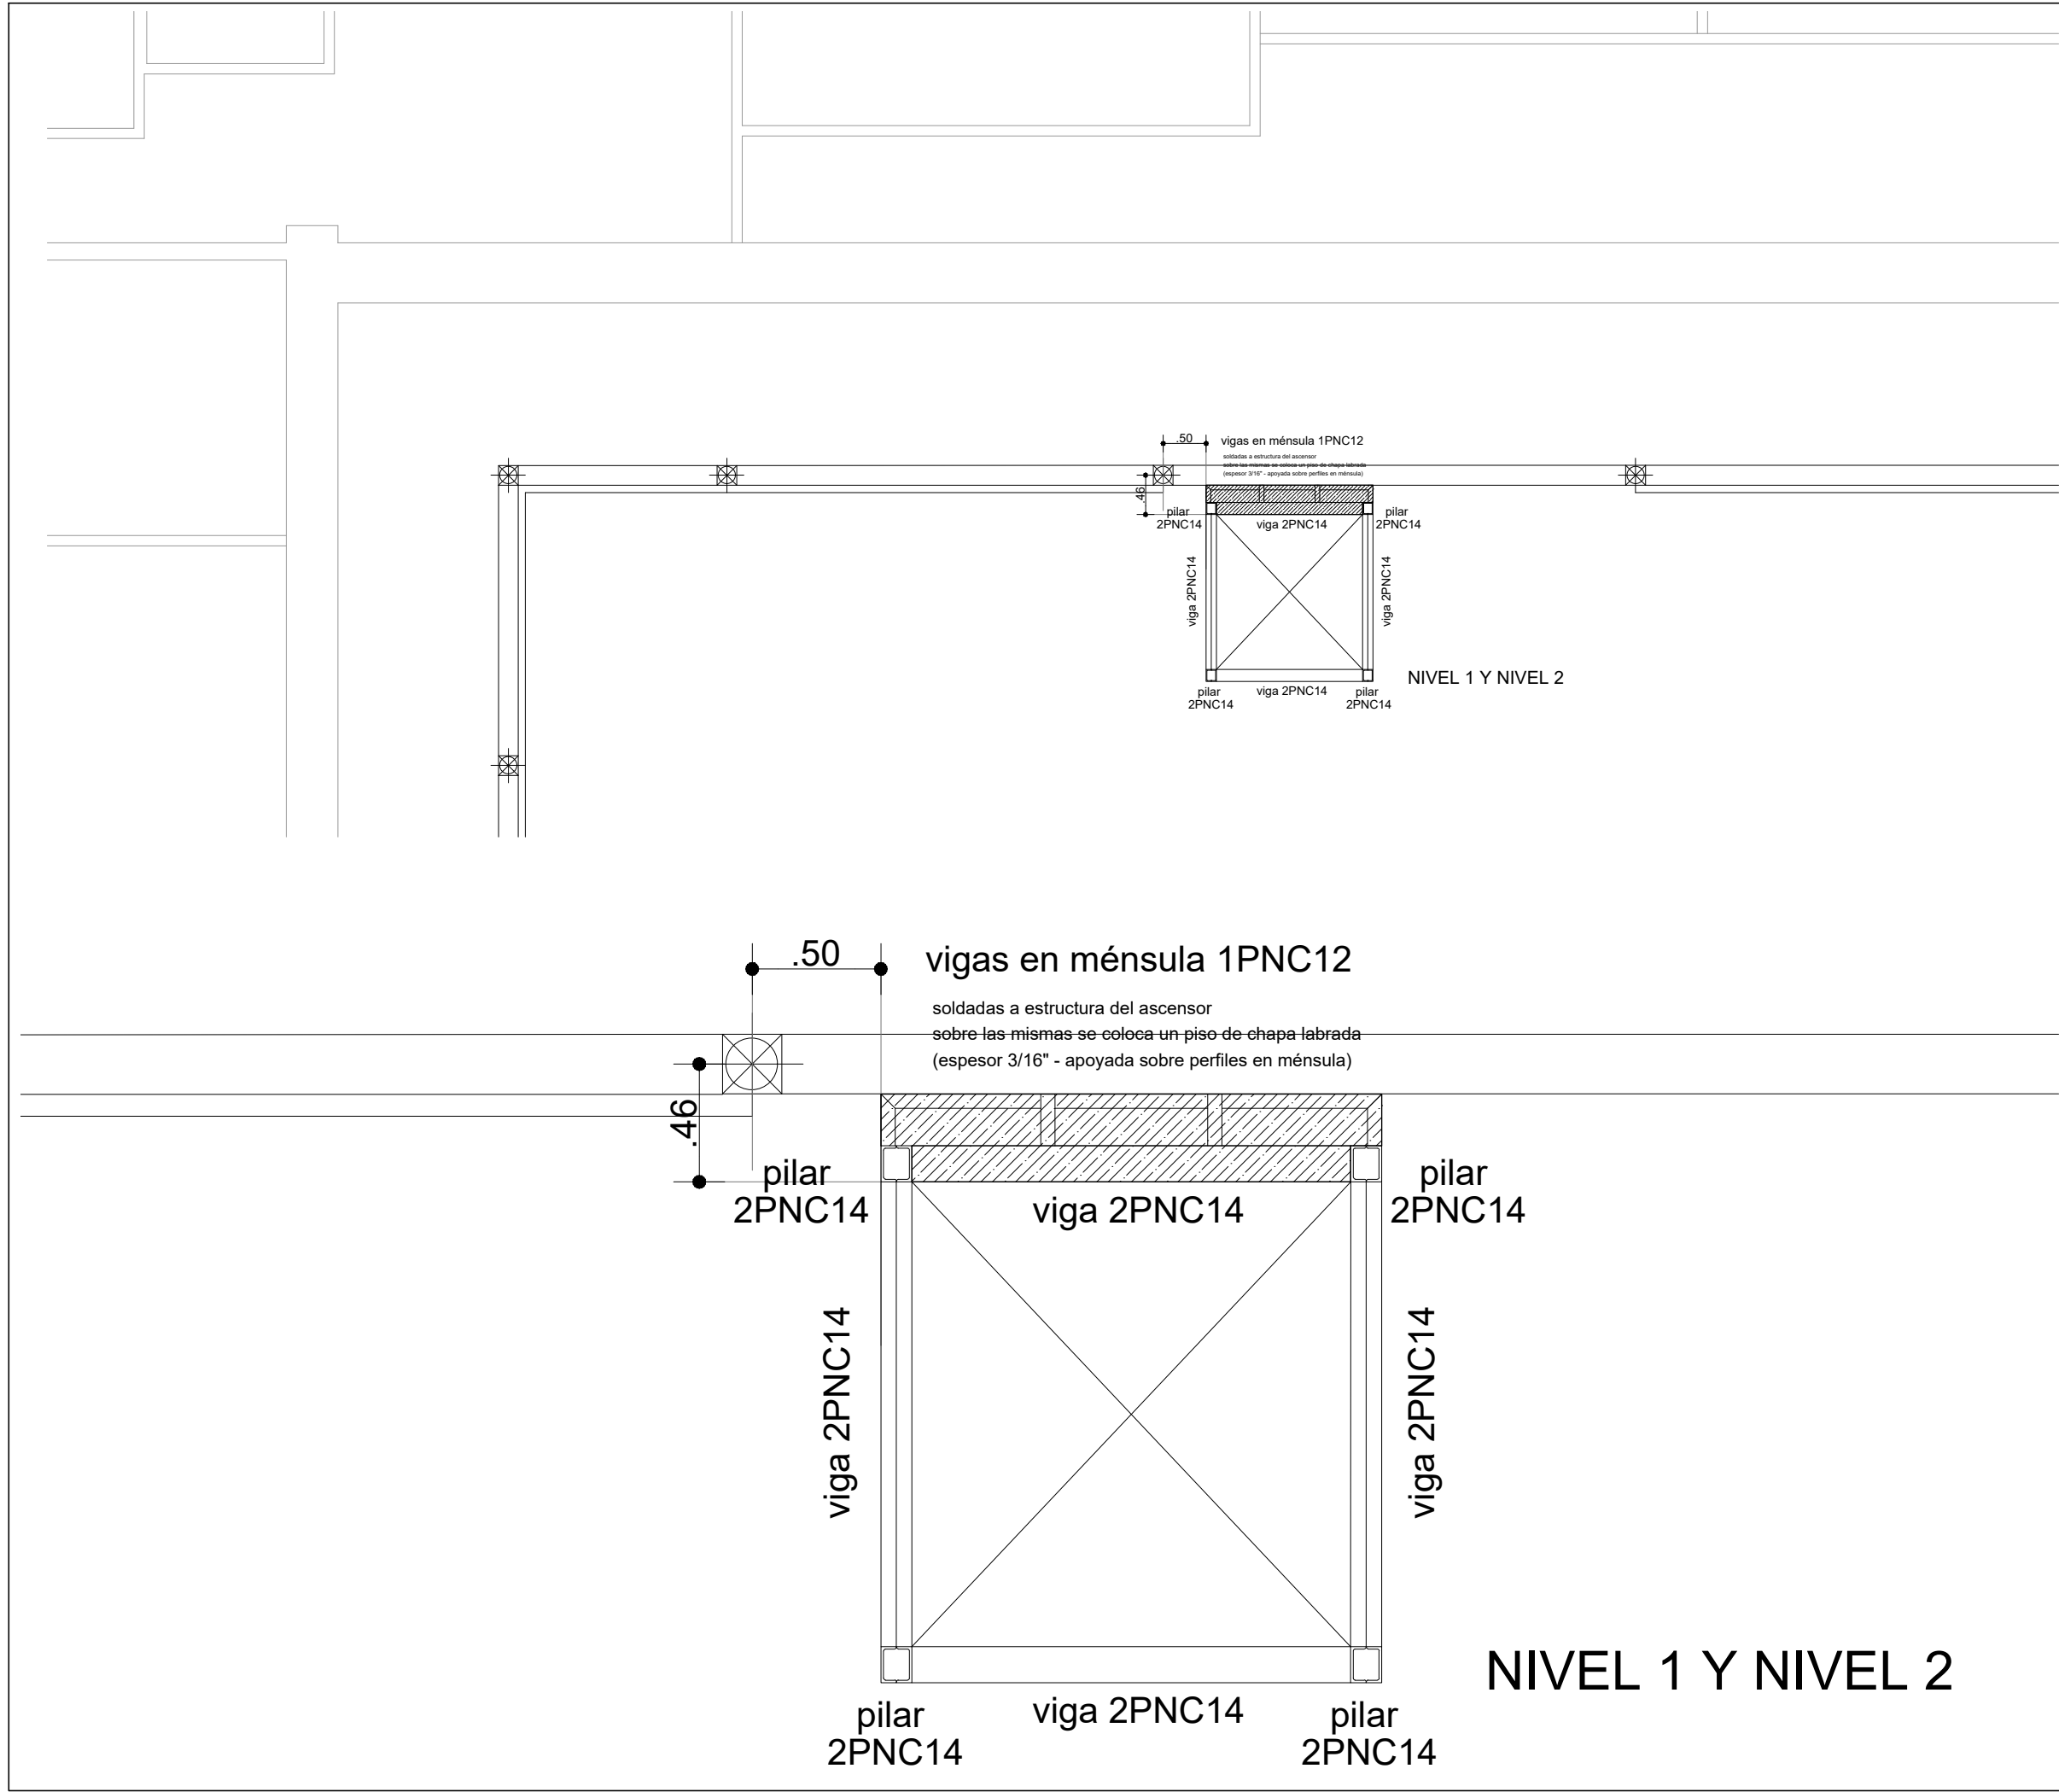 .50
vigas en ménsula 1PNC12
soldadas a estructura del ascensor
sobre las mismas se coloca un piso de chapa labrada
(espesor 3/16" - apoyada sobre perfiles en ménsula)
.46
pilar
2PNC14
viga 2PNC14
pilar
2PNC14
viga 2PNC14
viga 2PNC14
NIVEL 1 Y NIVEL 2
pilar
2PNC14
viga 2PNC14
pilar
2PNC14
.50
vigas en ménsula 1PNC12
soldadas a estructura del ascensor
sobre las mismas se coloca un piso de chapa labrada
(espesor 3/16" - apoyada sobre perfiles en ménsula)
.46
pilar
2PNC14
viga 2PNC14
pilar
2PNC14
viga 2PNC14
viga 2PNC14
NIVEL 1 Y NIVEL 2
pilar
2PNC14
viga 2PNC14
pilar
2PNC14